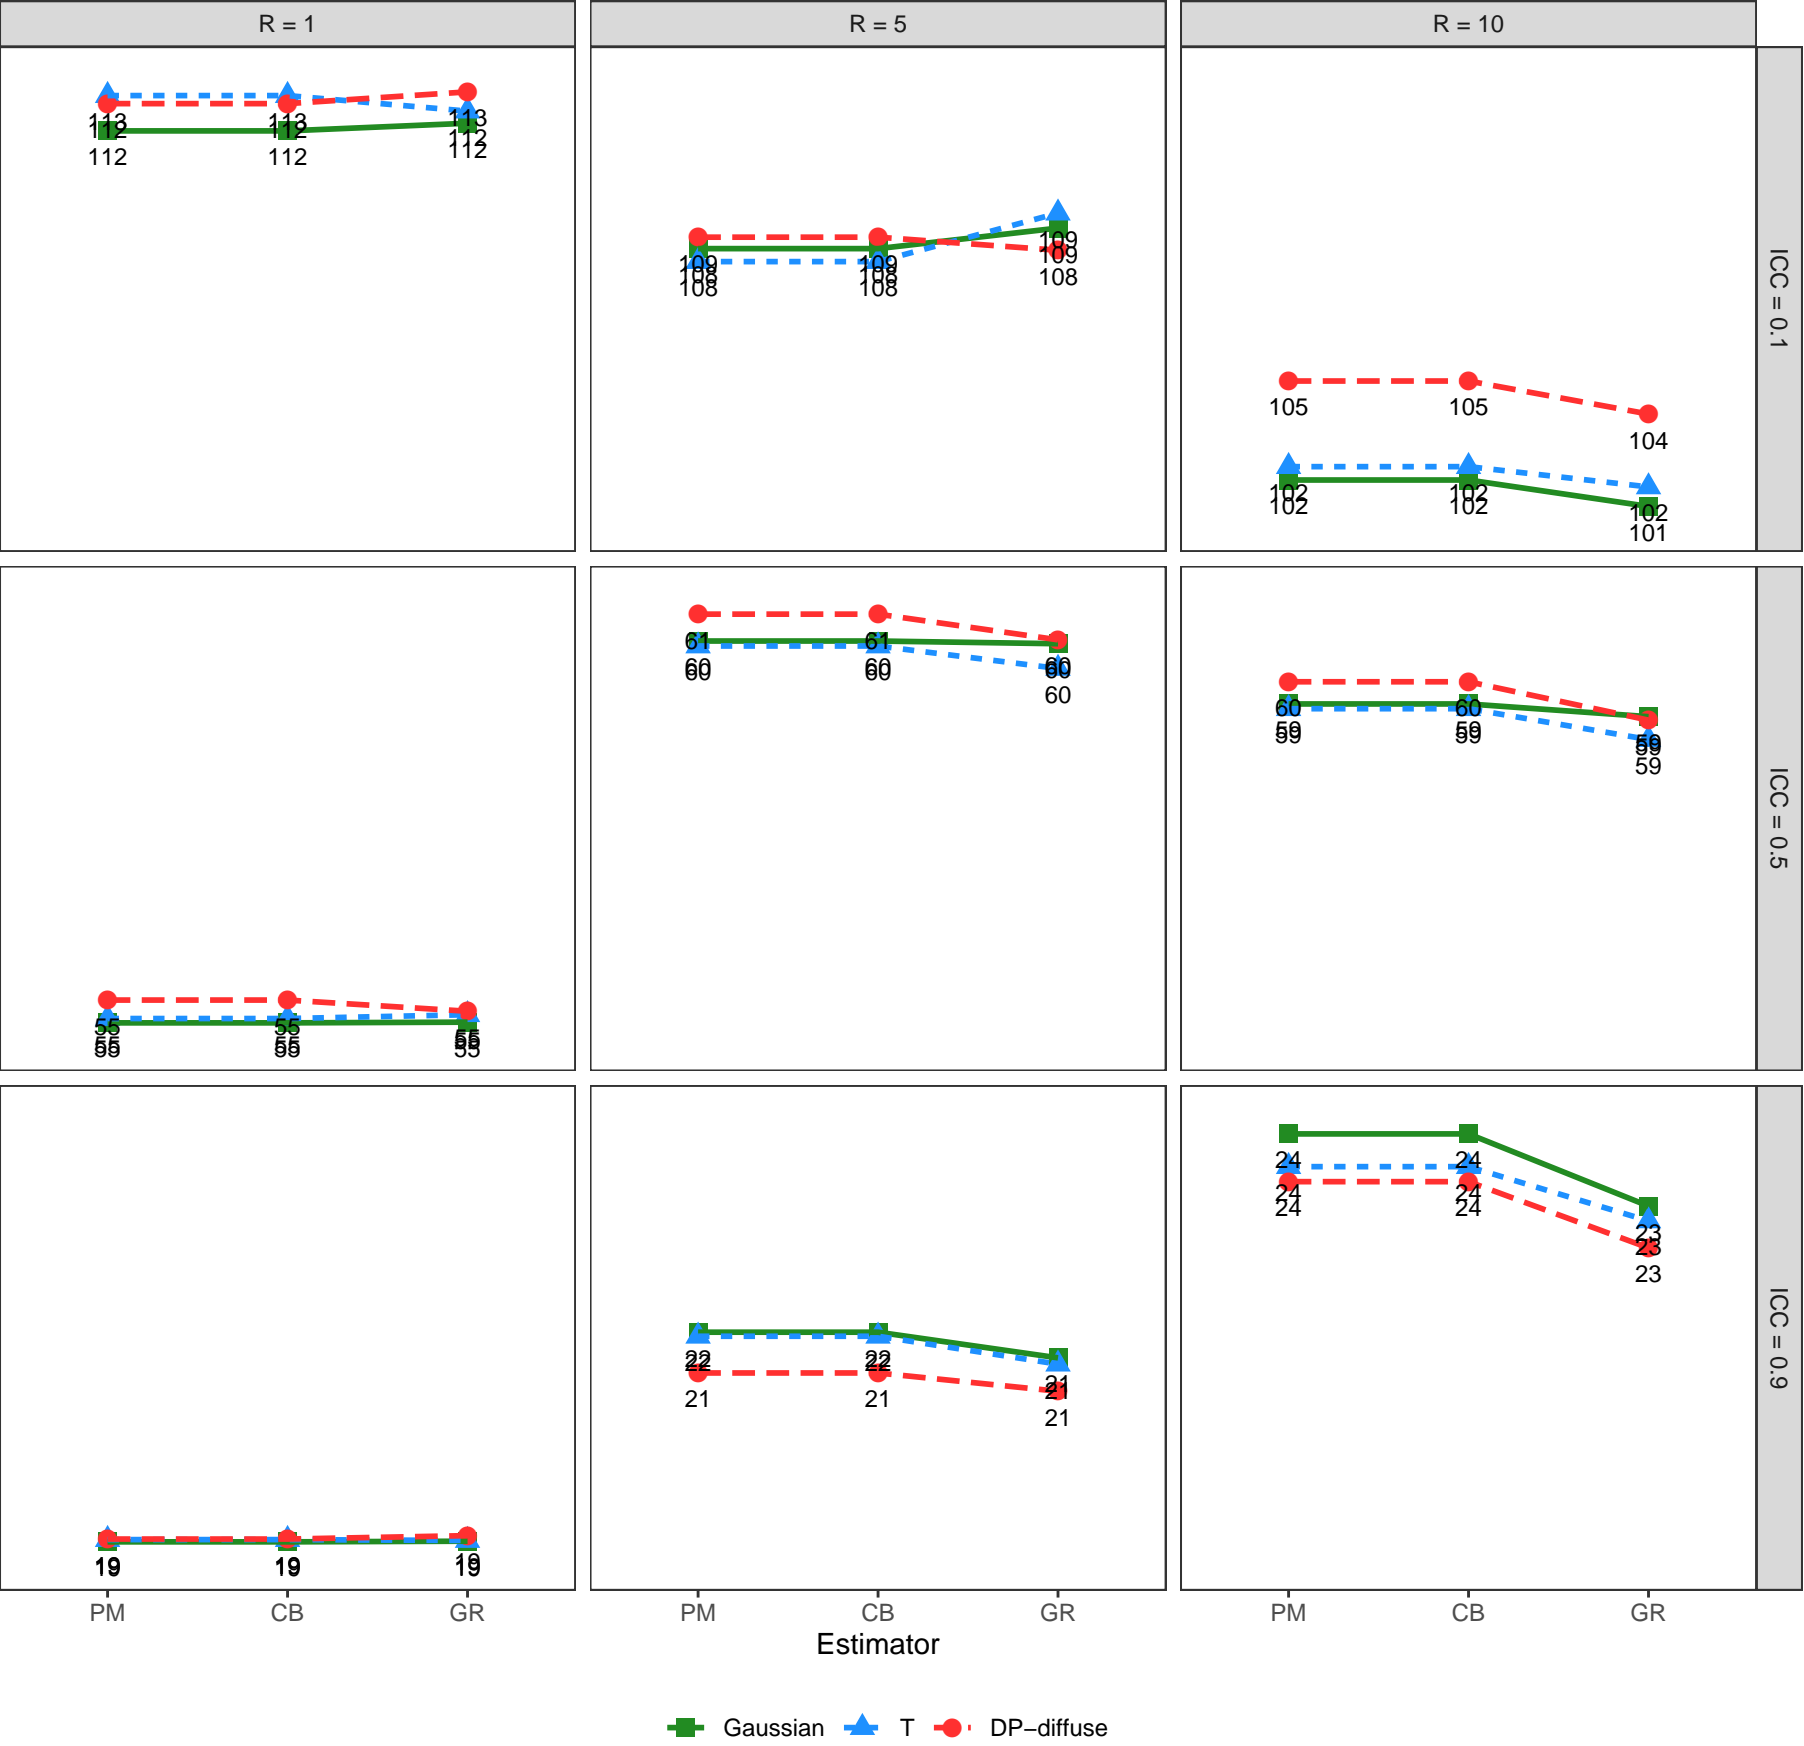 R = 1 R = 5 R = 10
ICC = 0.1
113 113 113
112 112 112
112 112 112
109 109 109
108 108 109
108 108 108
105 105 104
102 102 102
102 102 101
ICC = 0.5
55 55 55
55 55 55
55 55 55
61 61 60
60 60 60
60 60 60
60 60 59
59 59 59
59 59 59
ICC = 0.9
19 19 19
19 19 19
19 19 19
22 22 21
22 22 21
21 21 21
24 24 23
24 24 23
24 24 23
PM CB GR PM CB GR PM CB GR
Estimator
Gaussian T DP−diffuse